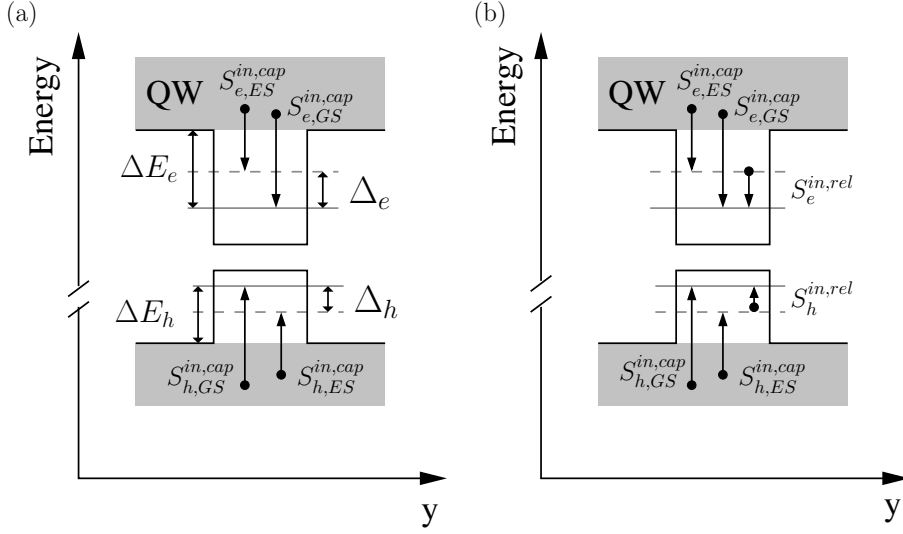 (a)
Energy
QW
S_{e,ES}^{in,cap}
S_{e,GS}^{in,cap}
ΔE_e
Δ_e
ΔE_h
Δ_h
S_{h,GS}^{in,cap}
S_{h,ES}^{in,cap}
y
(b)
Energy
QW
S_{e,ES}^{in,cap}
S_{e,GS}^{in,cap}
S_e^{in,rel}
S_h^{in,rel}
S_{h,GS}^{in,cap}
S_{h,ES}^{in,cap}
y